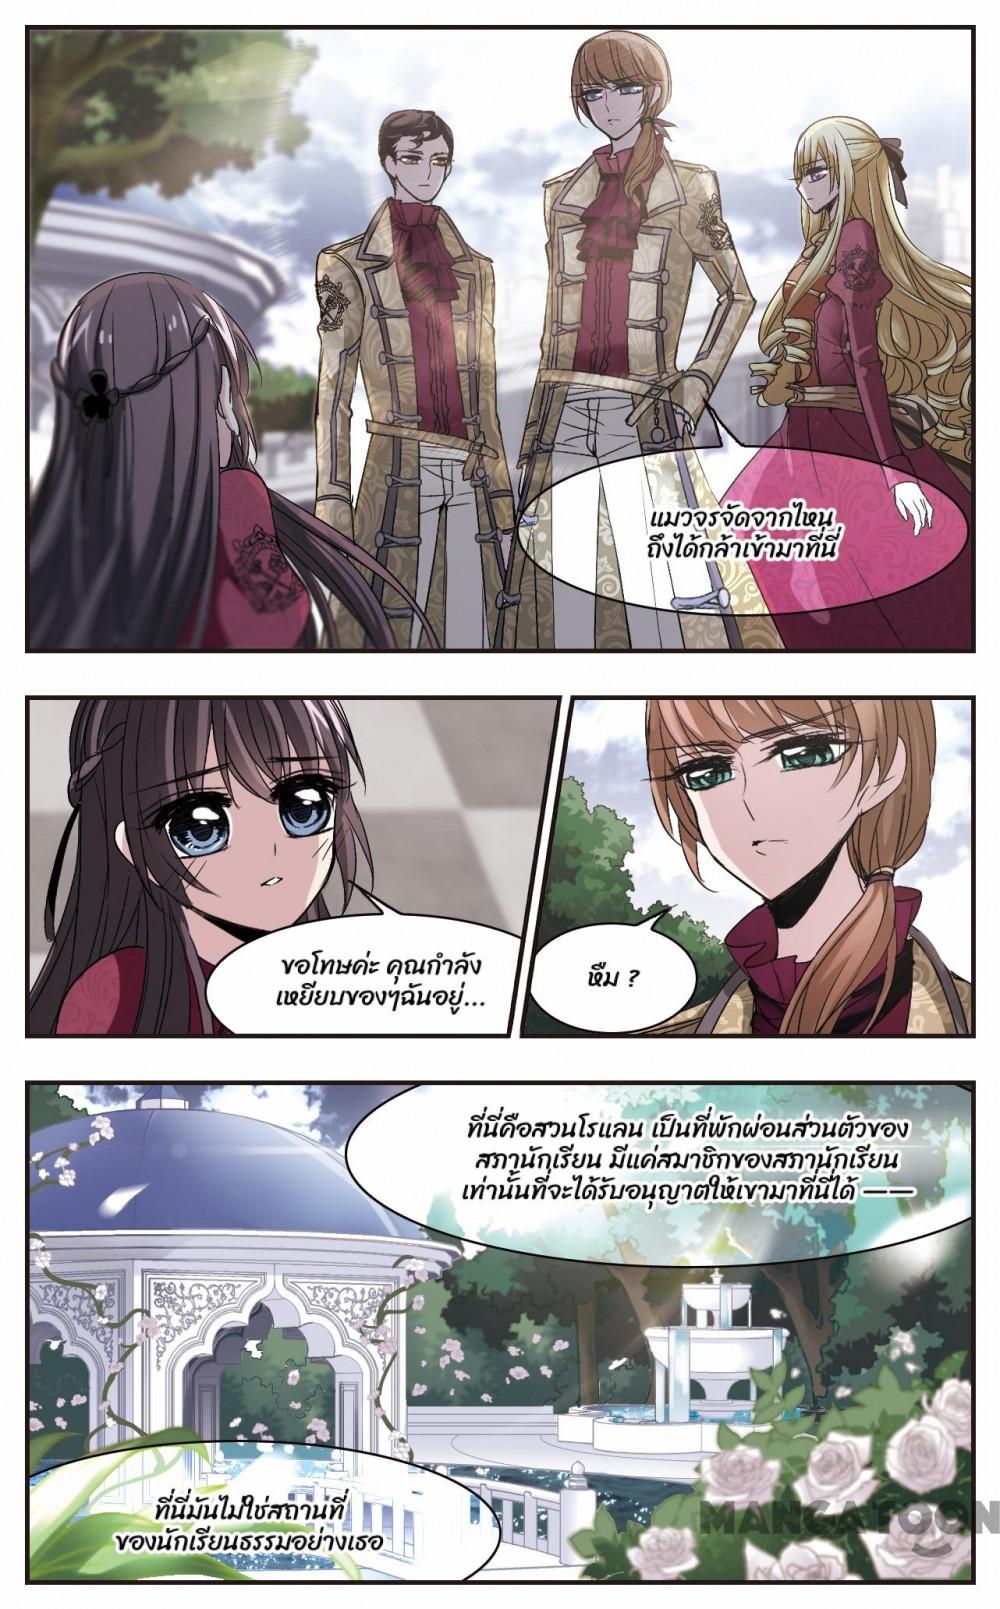 แมวจรจัดจากไหน
ถึงได้กล้าเข้ามาที่นี่
ขอโทษค่ะ คุณกำลัง
เหยียบของๆฉันอยู่...
หืม ?
ที่นี่คือสวนโรแลน เป็นที่พักผ่อนส่วนตัวของ
สภานักเรียน มีแค่สมาชิกของสภานักเรียน
เท่านั้นที่จะได้รับอนุญาตให้เขามาที่นี่ได้ ——
ที่นี่มันไม่ใช่สถานที่
ของนักเรียนธรรมอย่างเธอ
MANGATOON